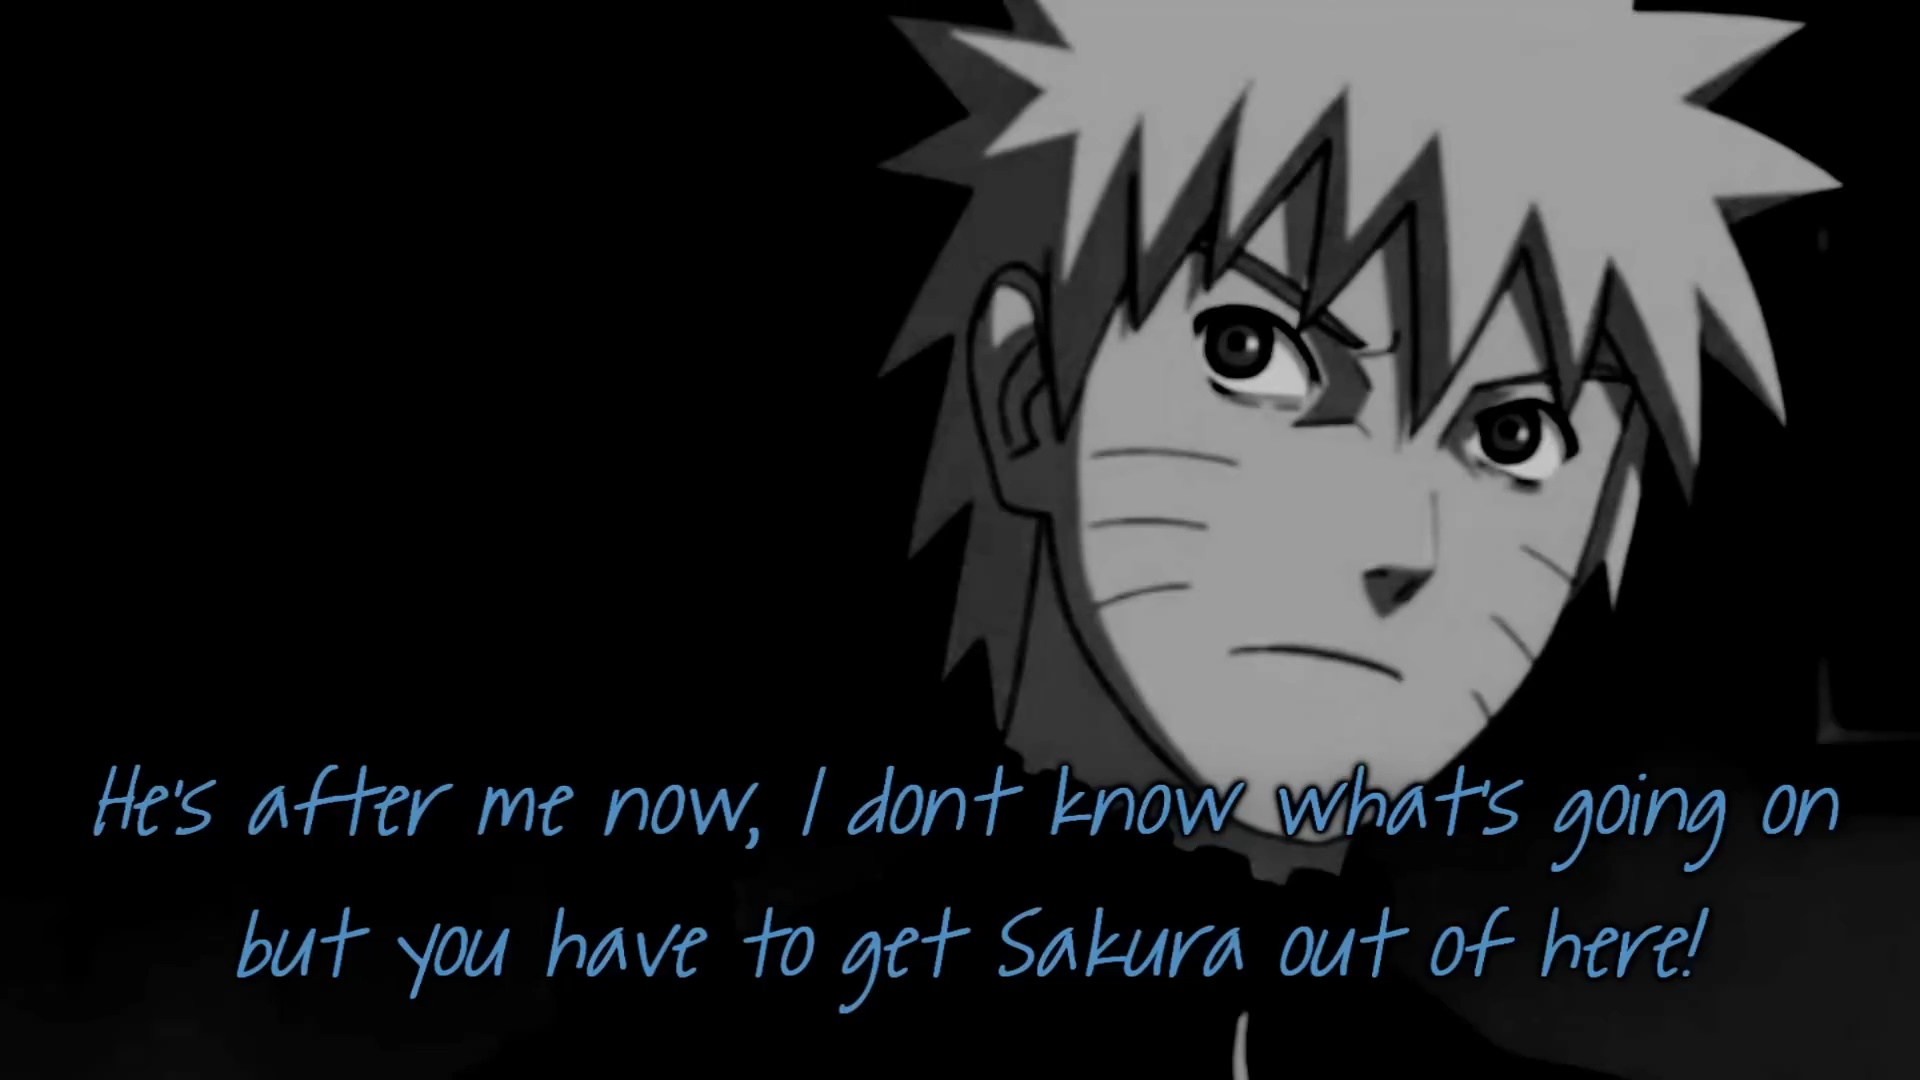 He's after me now, I dont know what's going on
but you have to get Sakura out of here!